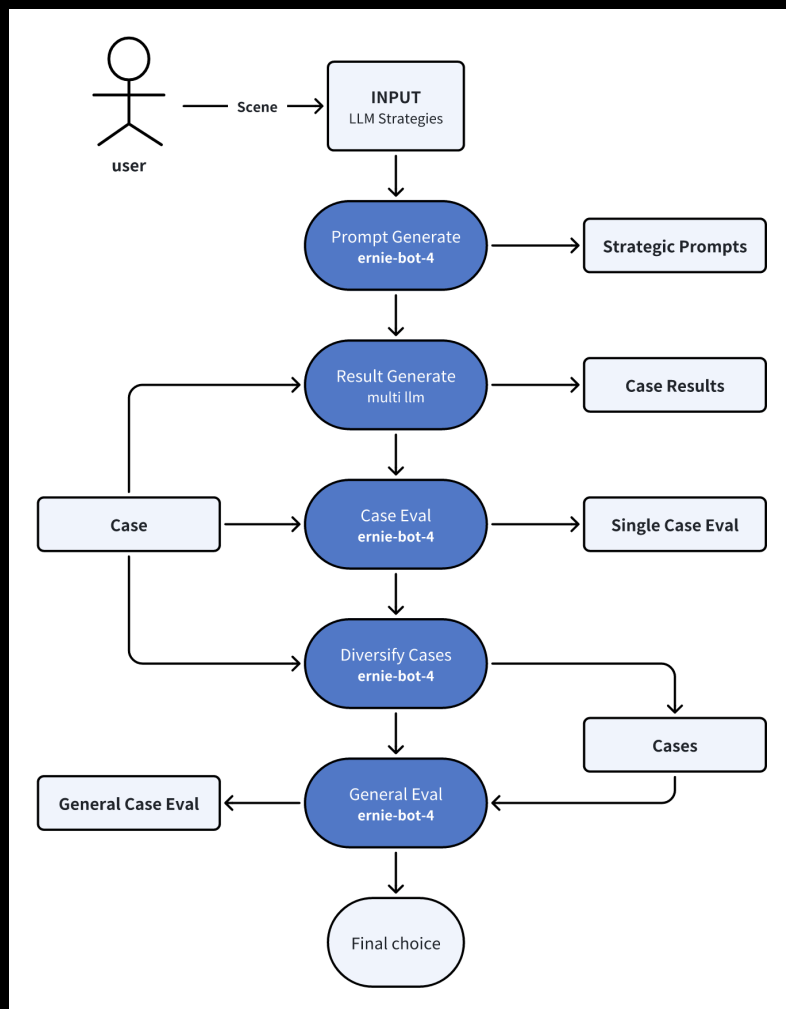 Scene
INPUT
LLM Strategies
user
Prompt Generate
ernie-bot-4
Strategic Prompts
Result Generate
multi llm
Case Results
Case
Case Eval
ernie-bot-4
Single Case Eval
Diversify Cases
ernie-bot-4
Cases
General Case Eval
General Eval
ernie-bot-4
Final choice